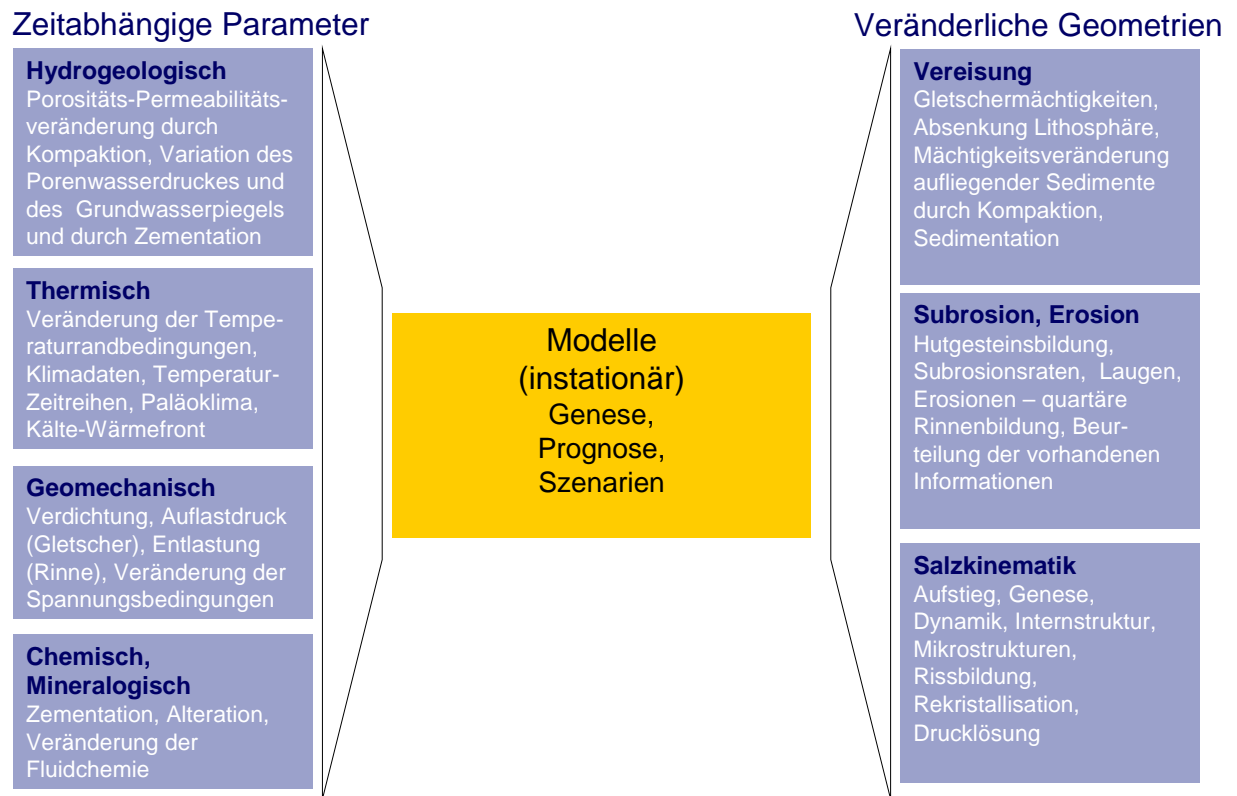 Zeitabhängige Parameter
Hydrogeologisch
Porositäts-Permeabilitäts-
veränderung durch
Kompaktion, Variation des
Porenwasserdruckes und
des Grundwasserpiegels
und durch Zementation
Thermisch
Veränderung der Tempe-
raturrandbedingungen,
Klimadaten, Temperatur-
Zeitreihen, Paläoklima,
Kälte-Wärmefront
Geomechanisch
Verdichtung, Auflastdruck
(Gletscher), Entlastung
(Rinne), Veränderung der
Spannungsbedingungen
Chemisch,
Mineralogisch
Zementation, Alteration,
Veränderung der
Fluidchemie
Modelle
(instationär)
Genese,
Prognose,
Szenarien
Veränderliche Geometrien
Vereisung
Gletschermächtigkeiten,
Absenkung Lithosphäre,
Mächtigkeitsveränderung
aufliegender Sedimente
durch Kompaktion,
Sedimentation
Subrosion, Erosion
Hutgesteinsbildung,
Subrosionsraten, Laugen,
Erosionen – quartäre
Rinnenbildung, Beur-
teilung der vorhandenen
Informationen
Salzkinematik
Aufstieg, Genese,
Dynamik, Internstruktur,
Mikrostrukturen,
Rissbildung,
Rekristallisation,
Drucklösung